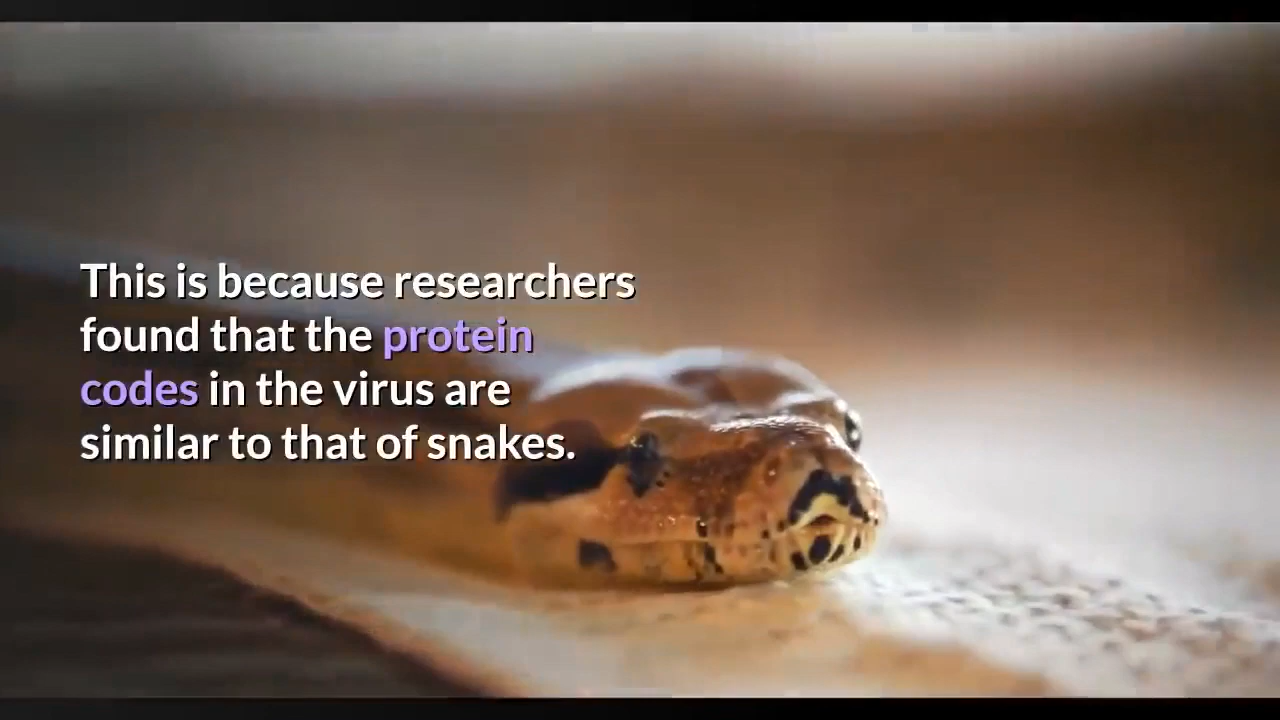 This is because researchers
found that the protein
codes in the virus are
similar to that of snakes.